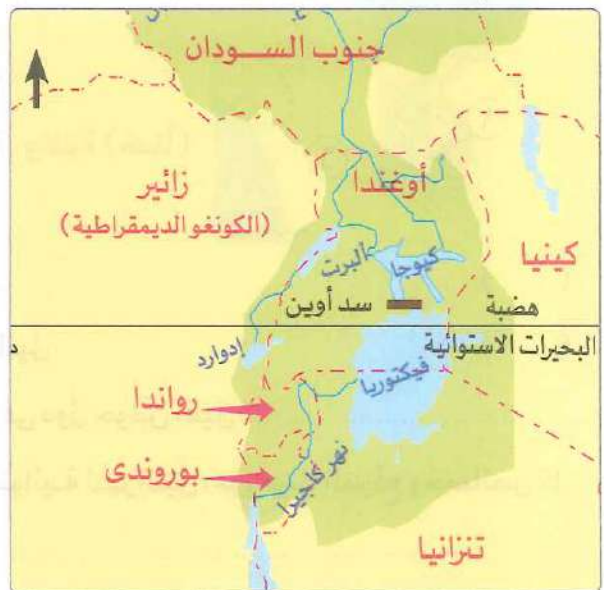 جنوب الســودان
أوغندا
زائير
(الكونغو الديمقراطية)
كينيا
ألبرت
كيوجا
سد أوين
هضبة
البحيرات الاستوائية
إدوارد
فيكتوريا
رواندا
بوروندى
نهر كاجيرا
تنزانيا